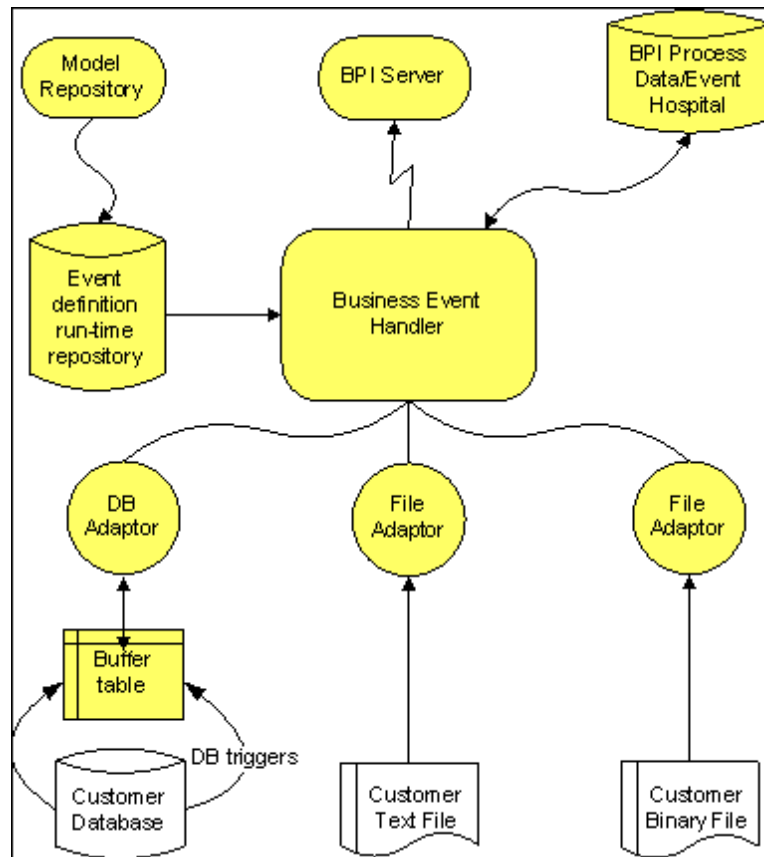 Model
Repository
BPI Server
BPI Process
Data/Event
Hospital
Event
definition
run-time
repository
Business Event
Handler
DB
Adaptor
File
Adaptor
File
Adaptor
Buffer
table
DB triggers
Customer
Database
Customer
Text File
Customer
Binary File